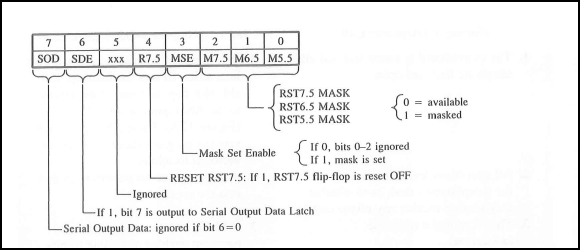 7 6 5 4 3 2 1 0
SOD SDE xxx R7.5 MSE M7.5 M6.5 M5.5
RST7.5 MASK
RST6.5 MASK
RST5.5 MASK
0 = available
1 = masked
Mask Set Enable
If 0, bits 0–2 ignored
If 1, mask is set
RESET RST7.5: If 1, RST7.5 flip-flop is reset OFF
Ignored
If 1, bit 7 is output to Serial Output Data Latch
Serial Output Data: ignored if bit 6=0